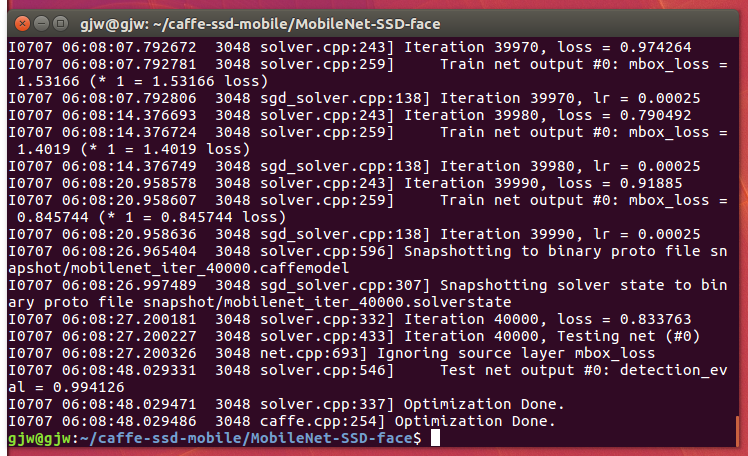 gjw@gjw: ~/caffe-ssd-mobile/MobileNet-SSD-face
I0707 06:08:07.792672  3048 solver.cpp:243] Iteration 39970, loss = 0.974264
I0707 06:08:07.792781  3048 solver.cpp:259]     Train net output #0: mbox_loss =
 1.53166 (* 1 = 1.53166 loss)
I0707 06:08:07.792806  3048 sgd_solver.cpp:138] Iteration 39970, lr = 0.00025
I0707 06:08:14.376693  3048 solver.cpp:243] Iteration 39980, loss = 0.790492
I0707 06:08:14.376724  3048 solver.cpp:259]     Train net output #0: mbox_loss =
 1.4019 (* 1 = 1.4019 loss)
I0707 06:08:14.376749  3048 sgd_solver.cpp:138] Iteration 39980, lr = 0.00025
I0707 06:08:20.958578  3048 solver.cpp:243] Iteration 39990, loss = 0.91885
I0707 06:08:20.958607  3048 solver.cpp:259]     Train net output #0: mbox_loss =
 0.845744 (* 1 = 0.845744 loss)
I0707 06:08:20.958636  3048 sgd_solver.cpp:138] Iteration 39990, lr = 0.00025
I0707 06:08:26.965404  3048 solver.cpp:596] Snapshotting to binary proto file sn
apshot/mobilenet_iter_40000.caffemodel
I0707 06:08:26.997489  3048 sgd_solver.cpp:307] Snapshotting solver state to bin
ary proto file snapshot/mobilenet_iter_40000.solverstate
I0707 06:08:27.200181  3048 solver.cpp:332] Iteration 40000, loss = 0.833763
I0707 06:08:27.200227  3048 solver.cpp:433] Iteration 40000, Testing net (#0)
I0707 06:08:27.200326  3048 net.cpp:693] Ignoring source layer mbox_loss
I0707 06:08:48.029331  3048 solver.cpp:546]     Test net output #0: detection_ev
al = 0.994126
I0707 06:08:48.029471  3048 solver.cpp:337] Optimization Done.
I0707 06:08:48.029486  3048 caffe.cpp:254] Optimization Done.
gjw@gjw:~/caffe-ssd-mobile/MobileNet-SSD-face$